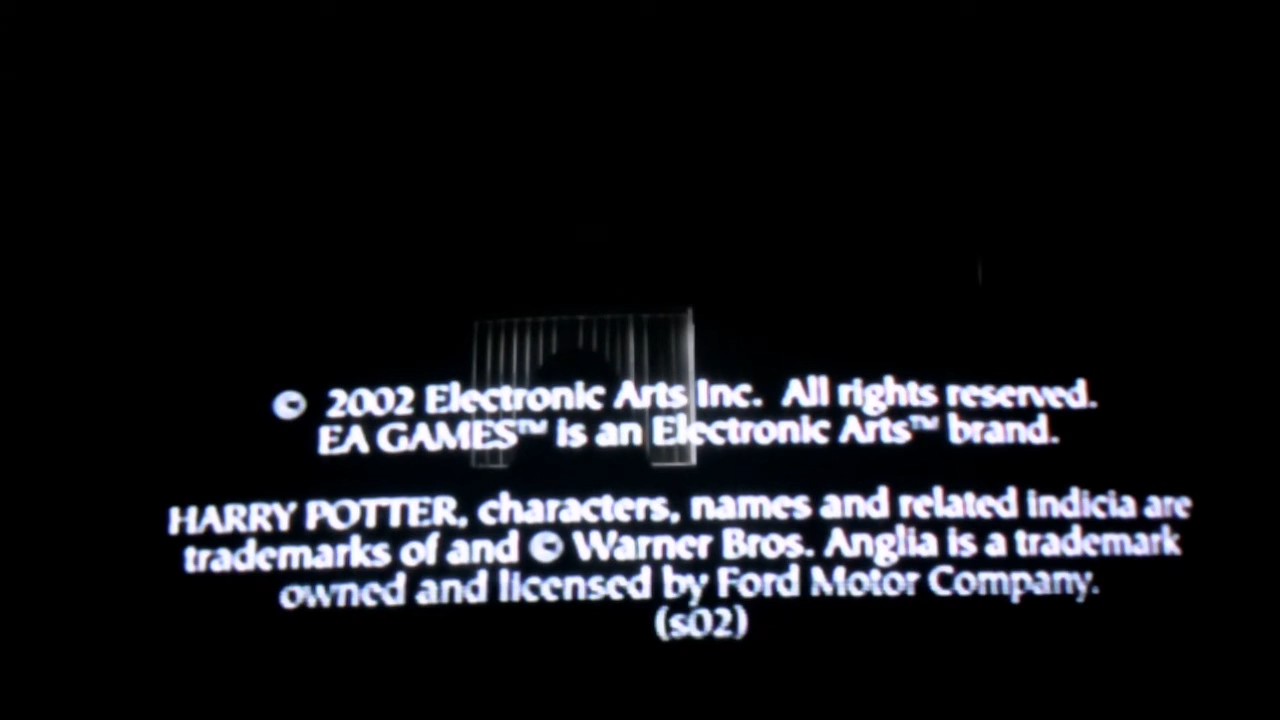 © 2002 Electronic Arts Inc. All rights reserved.
EA GAMES™ is an Electronic Arts™ brand.
HARRY POTTER, characters, names and related indicia are
trademarks of and © Warner Bros. Anglia is a trademark
owned and licensed by Ford Motor Company.
(s02)